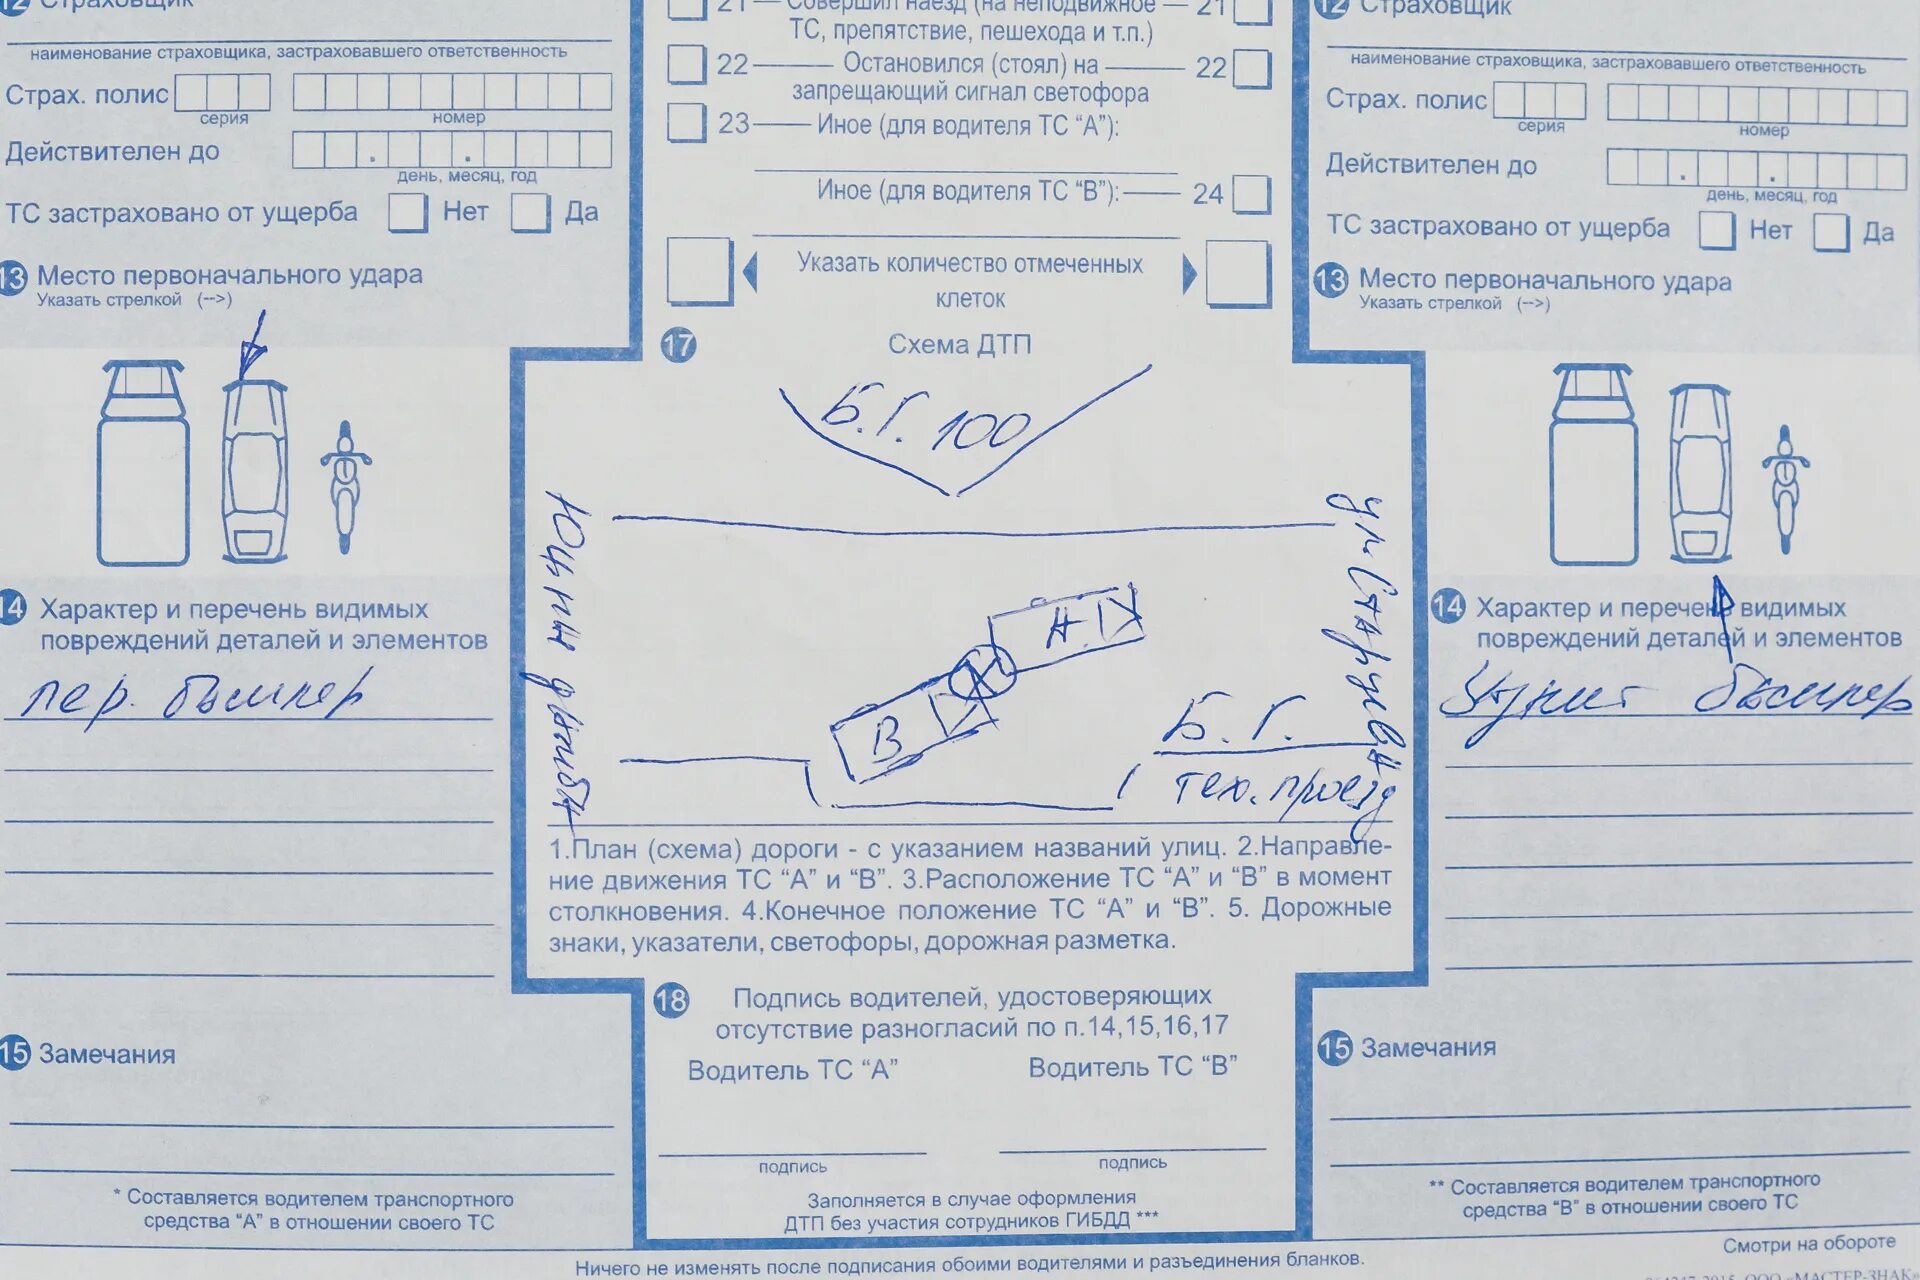 12 Страховщик
наименование страховщика, застраховавшего ответственность
Страх. полис
серия
номер
Действителен до
день, месяц, год
ТС застраховано от ущерба Нет Да
13 Место первоначального удара
Указать стрелкой (-->)
14 Характер и перечень видимых
повреждений деталей и элементов
пер. бампер
15 Замечания
* Составляется водителем транспортного
средства "А" в отношении своего ТС
21 Совершил наезд (на неподвижное 21
ТС, препятствие, пешехода и т.п.)
22 Остановился (стоял) на 22
запрещающий сигнал светофора
23 Иное (для водителя ТС "А"):
Иное (для водителя ТС "В"): 24
Указать количество отмеченных
клеток
17 Схема ДТП
Б.Г. 100
ул
А
В
Б.Г.
тех. проезд
1.План (схема) дороги - с указанием названий улиц. 2.Направле-
ние движения ТС "А" и "В". 3.Расположение ТС "А" и "В" в момент
столкновения. 4.Конечное положение ТС "А" и "В". 5. Дорожные
знаки, указатели, светофоры, дорожная разметка.
18 Подпись водителей, удостоверяющих
отсутствие разногласий по п.14,15,16,17
Водитель ТС "А" Водитель ТС "В"
подпись подпись
Заполняется в случае оформления
ДТП без участия сотрудников ГИБДД ***
12 Страховщик
наименование страховщика, застраховавшего ответственность
Страх. полис
серия
номер
Действителен до
день, месяц, год
ТС застраховано от ущерба Нет Да
13 Место первоначального удара
Указать стрелкой (-->)
14 Характер и перечень видимых
повреждений деталей и элементов
бампер
15 Замечания
** Составляется водителем транспортного
средства "В" в отношении своего ТС
Смотри на обороте
Ничего не изменять после подписания обоими водителями и разъединения бланков.
ООО «МАСТЕР-ЗНАК»